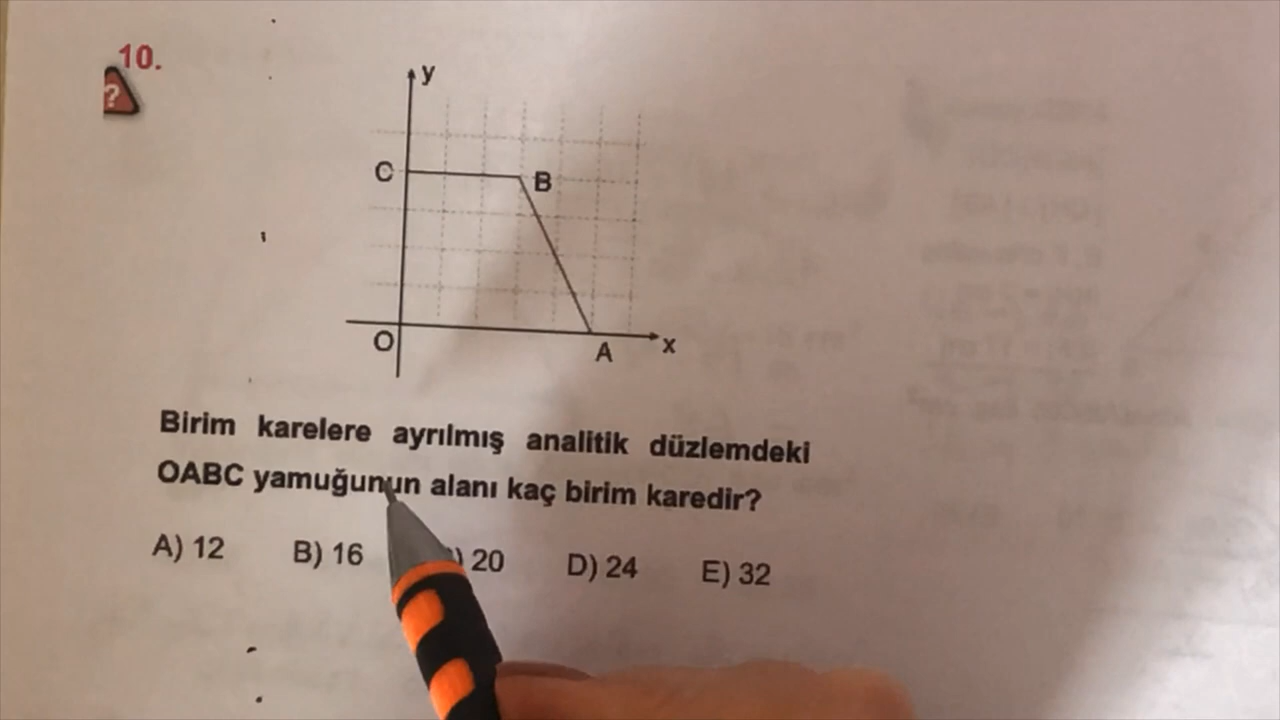 10.
?
y
C
B
O
A
x
Birim karelere ayrılmış analitik düzlemdeki
OABC yamuğunun alanı kaç birim karedir?
A) 12 B) 16 ) 20 D) 24 E) 32